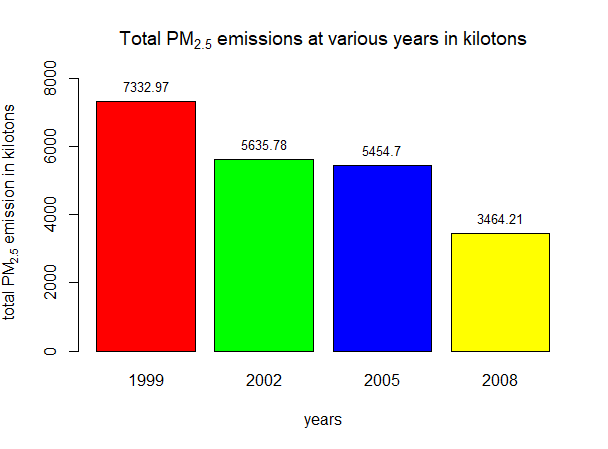 Total PM2.5 emissions at various years in kilotons
total PM2.5 emission in kilotons
8000
6000
4000
2000
0
7332.97
5635.78
5454.7
3464.21
1999 2002 2005 2008
years